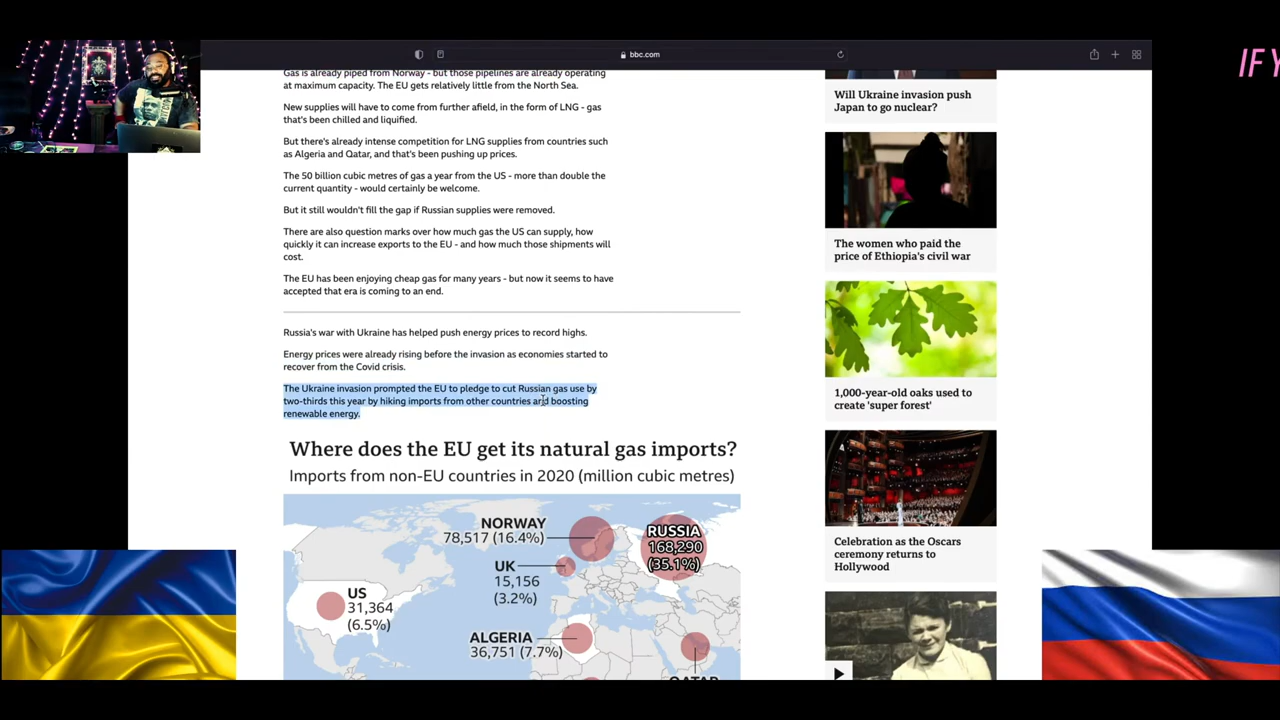 bbc.com
IF Y
Gas is already piped from Norway - but those pipelines are already operating
at maximum capacity. The EU gets relatively little from the North Sea.
New supplies will have to come from further afield, in the form of LNG - gas
that's been chilled and liquified.
But there's already intense competition for LNG supplies from countries such
as Algeria and Qatar, and that's been pushing up prices.
The 50 billion cubic metres of gas a year from the US - more than double the
current quantity - would certainly be welcome.
But it still wouldn't fill the gap if Russian supplies were removed.
There are also question marks over how much gas the US can supply, how
quickly it can increase exports to the EU - and how much those shipments will
cost.
The EU has been enjoying cheap gas for many years - but now it seems to have
accepted that era is coming to an end.
Russia's war with Ukraine has helped push energy prices to record highs.
Energy prices were already rising before the invasion as economies started to
recover from the Covid crisis.
The Ukraine invasion prompted the EU to pledge to cut Russian gas use by
two-thirds this year by hiking imports from other countries and boosting
renewable energy.
Where does the EU get its natural gas imports?
Imports from non-EU countries in 2020 (million cubic metres)
NORWAY
78,517 (16.4%)
RUSSIA
168,290
(35.1%)
UK
15,156
(3.2%)
US
31,364
(6.5%)
ALGERIA
36,751 (7.7%)
QATAR
Will Ukraine invasion push
Japan to go nuclear?
The women who paid the
price of Ethiopia's civil war
1,000-year-old oaks used to
create 'super forest'
Celebration as the Oscars
ceremony returns to
Hollywood